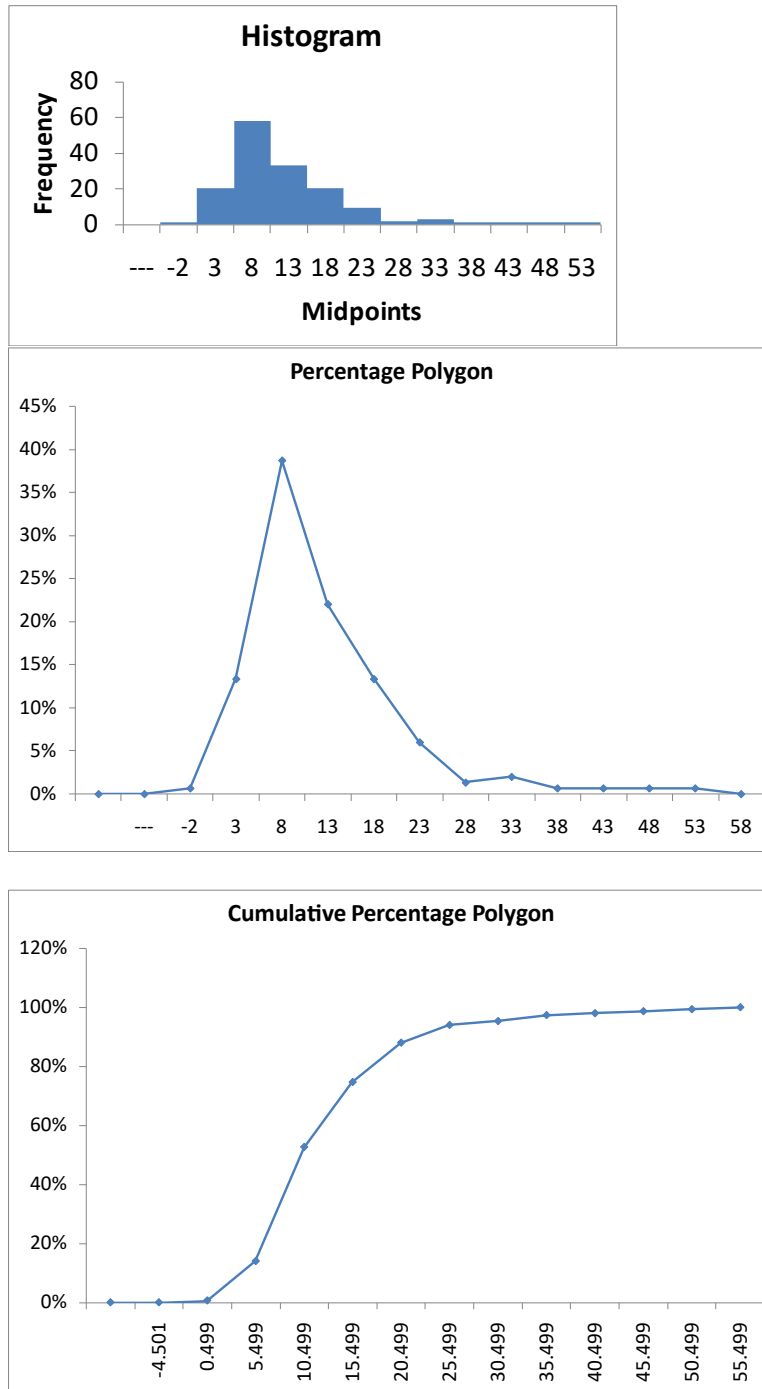 Histogram
Frequency
80
60
40
20
0
--- -2 3 8 13 18 23 28 33 38 43 48 53
Midpoints
Percentage Polygon
45%
40%
35%
30%
25%
20%
15%
10%
5%
0%
--- -2 3 8 13 18 23 28 33 38 43 48 53 58
Cumulative Percentage Polygon
120%
100%
80%
60%
40%
20%
0%
-4.501 0.499 5.499 10.499 15.499 20.499 25.499 30.499 35.499 40.499 45.499 50.499 55.499